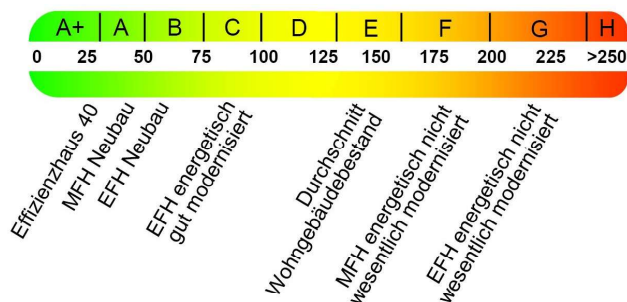 A+ A B C D E F G H
0 25 50 75 100 125 150 175 200 225 >250
Effizienzhaus 40
MFH Neubau
EFH Neubau
EFH energetisch
gut modernisiert
Durchschnitt
Wohngebäudebestand
MFH energetisch nicht
wesentlich modernisiert
EFH energetisch nicht
wesentlich modernisiert